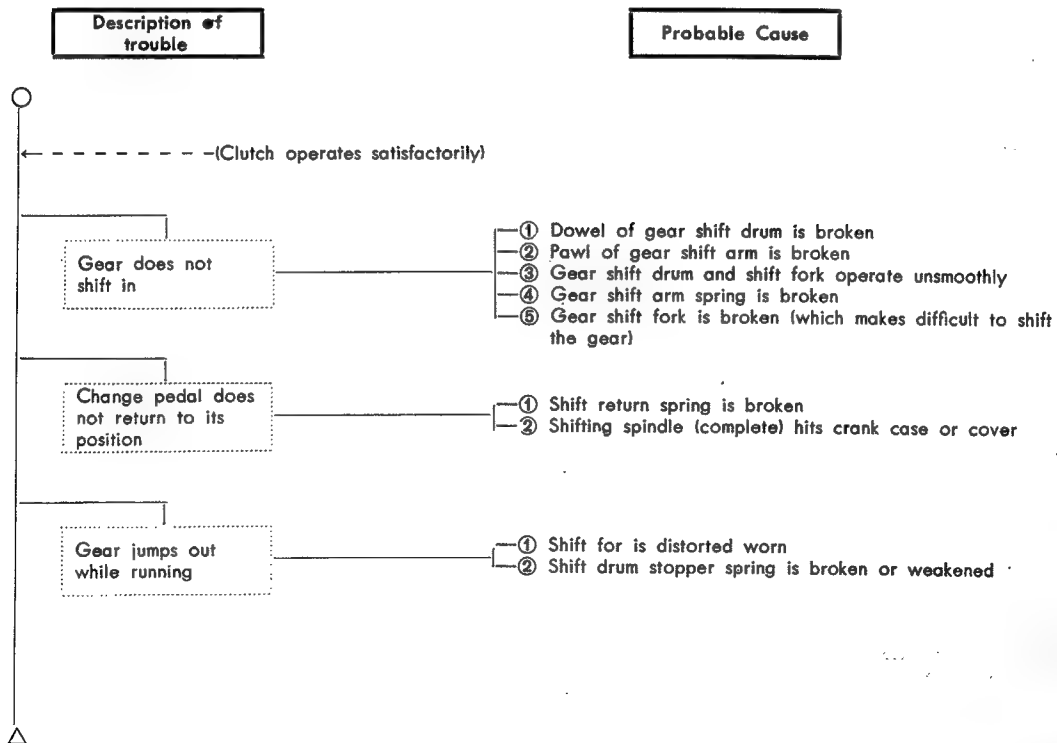 Description of
trouble
Probable Cause
(Clutch operates satisfactorily)
Gear does not
shift in
① Dowel of gear shift drum is broken
② Pawl of gear shift arm is broken
③ Gear shift drum and shift fork operate unsmoothly
④ Gear shift arm spring is broken
⑤ Gear shift fork is broken (which makes difficult to shift
the gear)
Change pedal does
not return to its
position
① Shift return spring is broken
② Shifting spindle (complete) hits crank case or cover
Gear jumps out
while running
① Shift for is distorted worn
② Shift drum stopper spring is broken or weakened